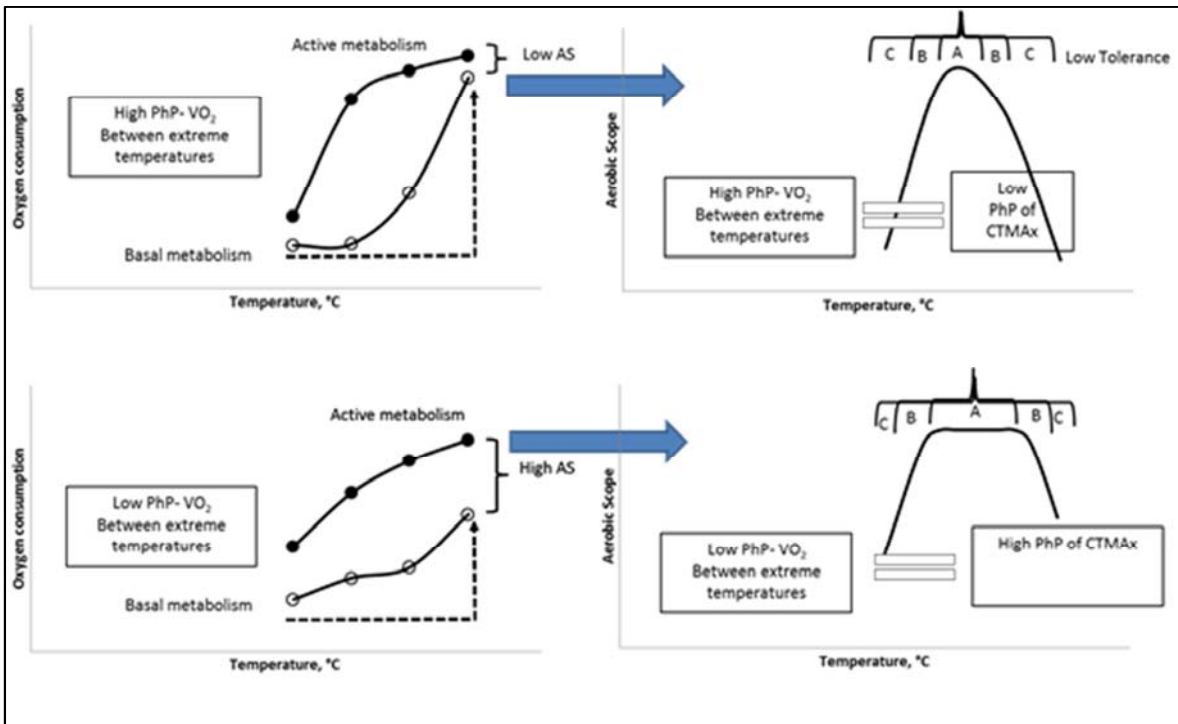 Active metabolism
Low AS
High PhP- VO₂
Between extreme
temperatures
Basal metabolism
Oxygen consumption
Temperature, °C
C B A B C
Low Tolerance
High PhP- VO₂
Between extreme
temperatures
Low
PhP of
CTMAx
Aerobic Scope
Temperature, °C
Active metabolism
High AS
Low PhP- VO₂
Between extreme
temperatures
Basal metabolism
Oxygen consumption
Temperature, °C
C B A B C
Low PhP- VO₂
Between extreme
temperatures
High PhP of CTMAx
Aerobic Scope
Temperature, °C